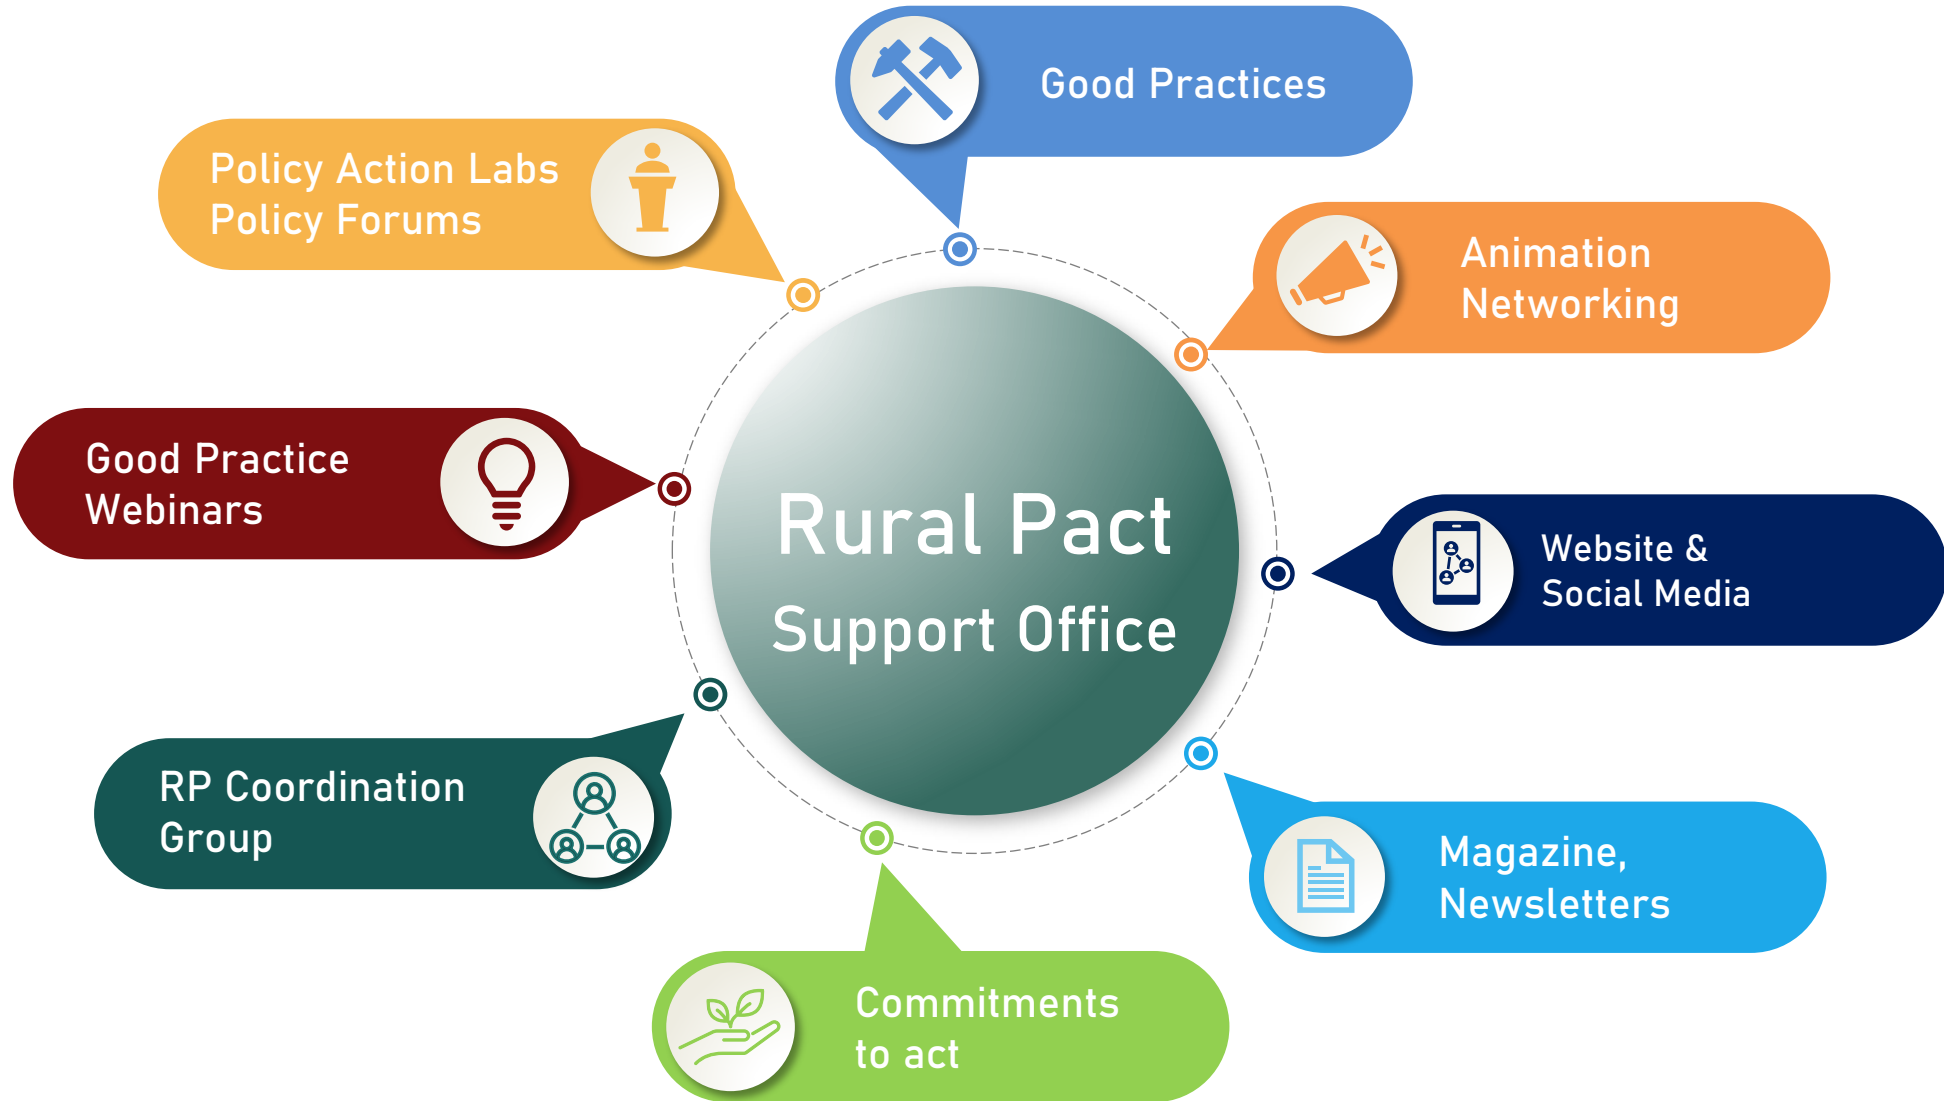 Good Practices
Policy Action Labs
Policy Forums
Animation
Networking
Good Practice
Webinars
Rural Pact
Support Office
Website &
Social Media
RP Coordination
Group
Magazine,
Newsletters
Commitments
to act